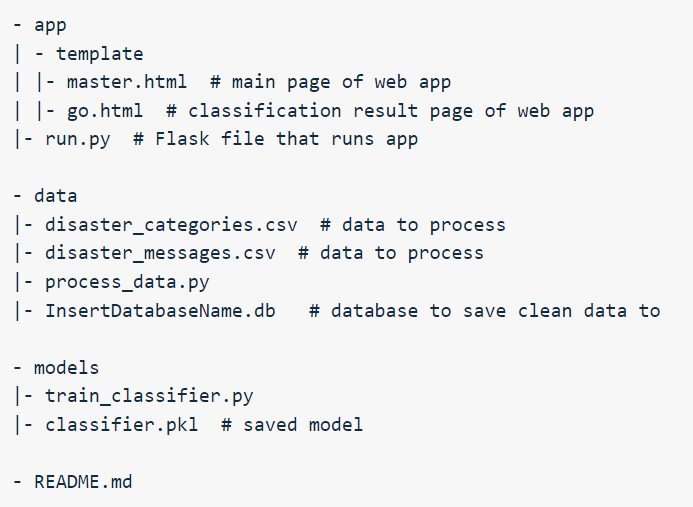 - app
| - template
| |- master.html  # main page of web app
| |- go.html  # classification result page of web app
|- run.py  # Flask file that runs app

- data
|- disaster_categories.csv  # data to process
|- disaster_messages.csv  # data to process
|- process_data.py
|- InsertDatabaseName.db   # database to save clean data to

- models
|- train_classifier.py
|- classifier.pkl  # saved model

- README.md